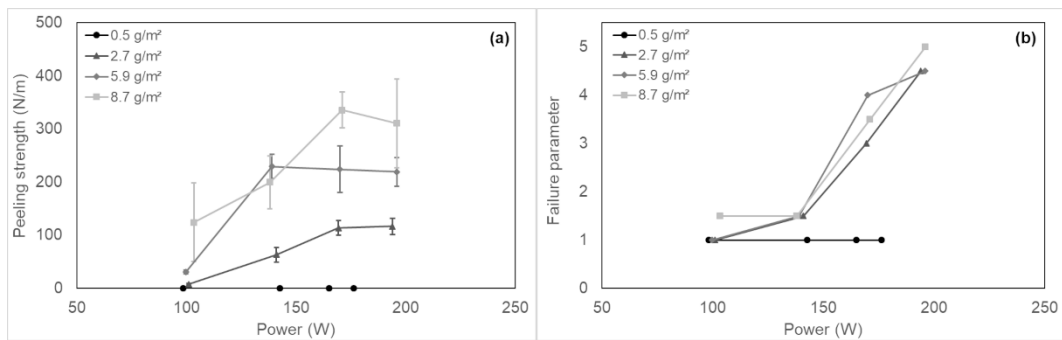 500
400
300
200
100
0
50
100
150
200
250
Peeling strength (N/m)
Power (W)
0.5 g/m²
2.7 g/m²
5.9 g/m²
8.7 g/m²
(a)
5
4
3
2
1
0
50
100
150
200
250
Failure parameter
Power (W)
0.5 g/m²
2.7 g/m²
5.9 g/m²
8.7 g/m²
(b)